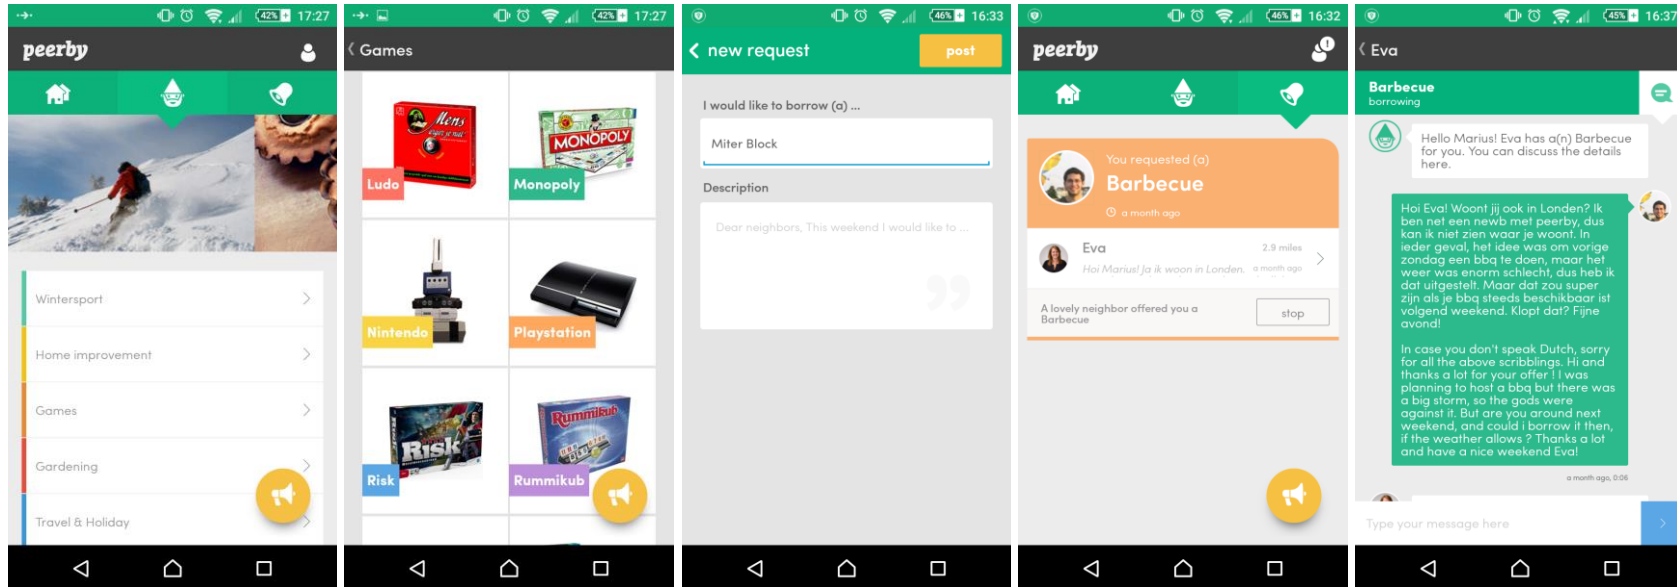 42%
17:27
peerby
Wintersport
Home improvement
Games
Gardening
Travel & Holiday
42%
17:27
Games
Mens
erger je niet
Ludo
MONOPOLY
Monopoly
Nintendo
Playstation
RISK
Risk
Rummikub
Rummikub
46%
16:33
new request
post
I would like to borrow (a) ...
Miter Block
Description
Dear neighbors, This weekend I would like to ...
46%
16:32
peerby
You requested (a)
Barbecue
a month ago
Eva
2.9 miles
Hoi Marius! Ja ik woon in Londen.
a month ago
A lovely neighbor offered you a
Barbecue
stop
45%
16:37
Eva
Barbecue
borrowing
Hello Marius! Eva has a(n) Barbecue
for you. You can discuss the details
here.
Hoi Eva! Woont jij ook in Londen? Ik
ben net een newb met peerby, dus
kan ik niet zien waar je woont. In
ieder geval, het idee was om vorige
zondag een bbq te doen, maar het
weer was enorm schlecht, dus heb ik
dat uitgestelt. Maar dat zou super
zijn als je bbq steeds beschikbaar ist
volgend weekend. Klopt dat? Fijne
avond!
In case you don't speak Dutch, sorry
for all the above scribblings. Hi and
thanks a lot for your offer ! I was
planning to host a bbq but there was
a big storm, so the gods were
against it. But are you around next
weekend, and could i borrow it then,
if the weather allows ? Thanks a lot
and have a nice weekend Eva!
a month ago, 0:06
Type your message here